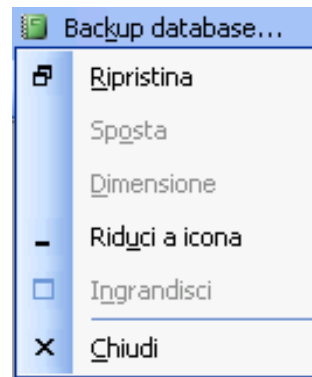 Backup database...
Ripristina
Sposta
Dimensione
Riduci a icona
Ingrandisci
Chiudi